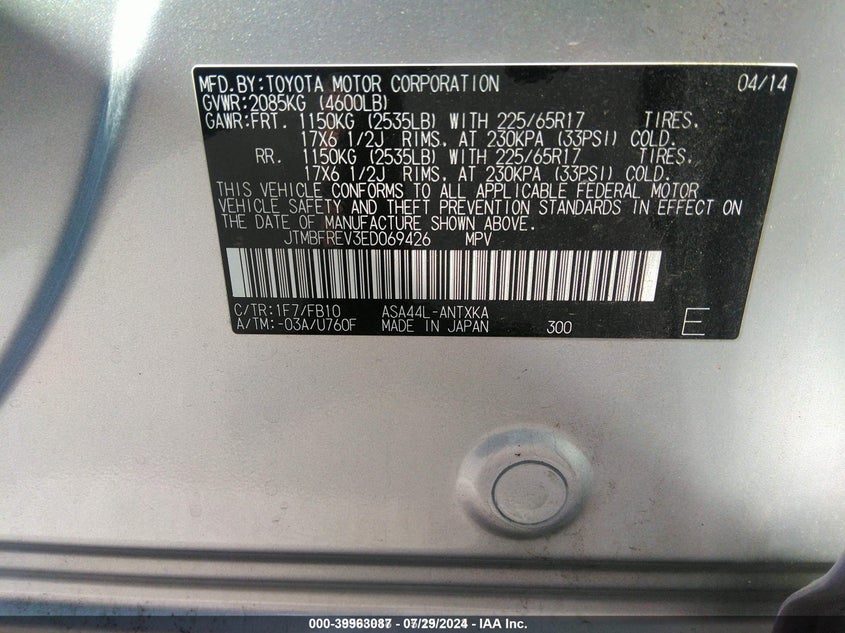 MFD.BY:TOYOTA MOTOR CORPORATION 04/14
GVWR:2085KG (4600LB)
GAWR:FRT. 1150KG (2535LB) WITH 225/65R17 TIRES.
17X6 1/2J RIMS. AT 230KPA (33PSI) COLD.
RR. 1150KG (2535LB) WITH 225/65R17 TIRES.
17X6 1/2J RIMS. AT 230KPA (33PSI) COLD.
THIS VEHICLE CONFORMS TO ALL APPLICABLE FEDERAL MOTOR
VEHICLE SAFETY AND THEFT PREVENTION STANDARDS IN EFFECT ON
THE DATE OF MANUFACTURE SHOWN ABOVE.
JTMBFREV3ED069426 MPV
C/TR:1F7/FB10 ASA44L-ANTXKA
A/TM:-03A/U760F MADE IN JAPAN 300 E
000-39963087 - 07/29/2024 - IAA Inc.